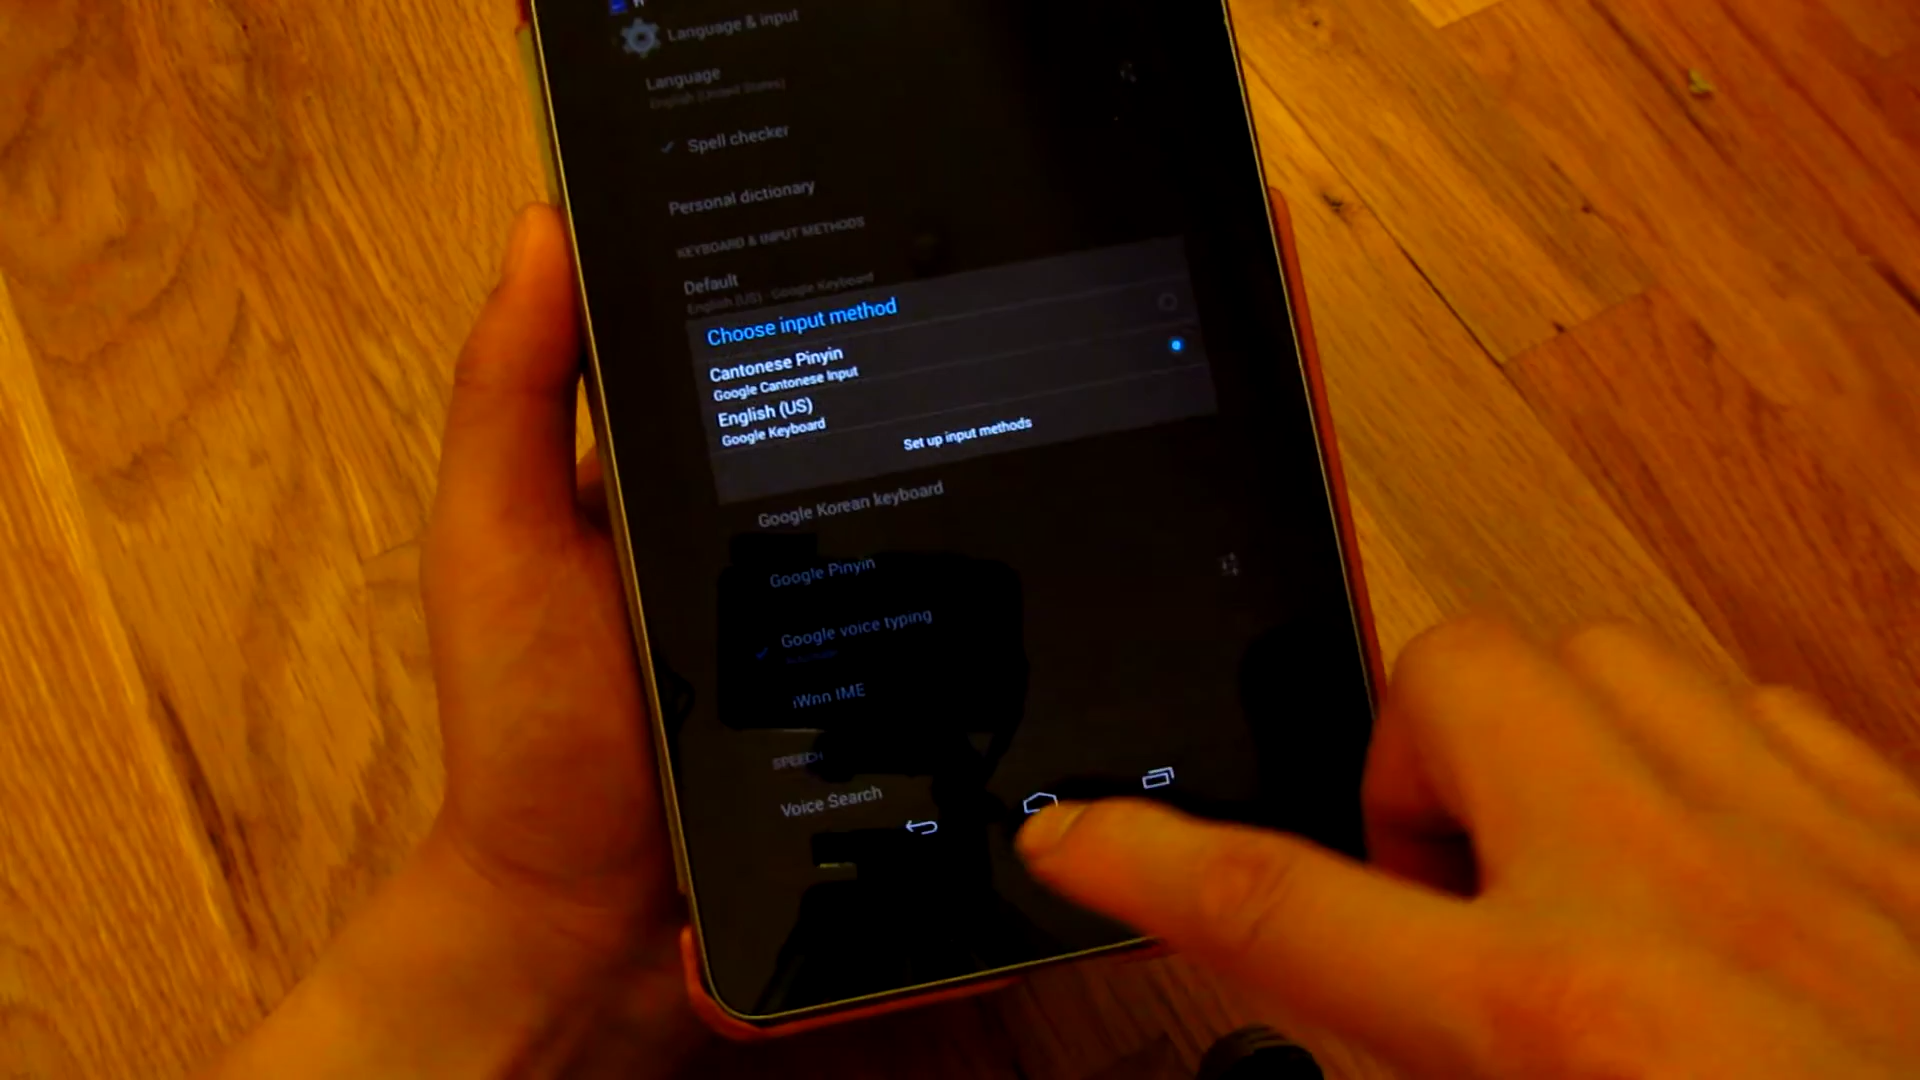 Language & input
Language
English (United States)
Spell checker
Personal dictionary
KEYBOARD & INPUT METHODS
Default
English (US) - Google Keyboard
Choose input method
Cantonese Pinyin
Google Cantonese Input
English (US)
Google Keyboard
Set up input methods
Google Korean keyboard
Google Pinyin
Google voice typing
iWnn IME
SPEECH
Voice Search